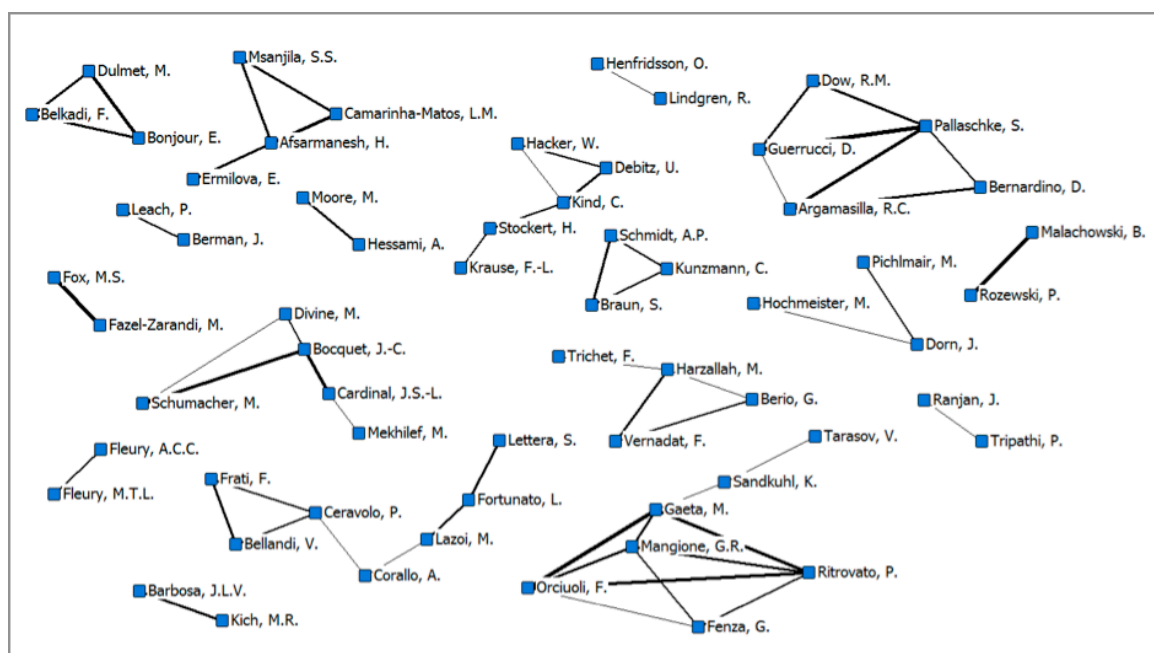 Msanjila, S.S.
Henfridsson, O.
Dulmet, M.
Dow, R.M.
Lindgren, R.
Belkadi, F.
Camarinha-Matos, L.M.
Pallaschke, S.
Bonjour, E.
Afsarmanesh, H.
Hacker, W.
Guerrucci, D.
Debitz, U.
Ermilova, E.
Bernardino, D.
Moore, M.
Kind, C.
Leach, P.
Argamasilla, R.C.
Stockert, H.
Malachowski, B.
Schmidt, A.P.
Berman, J.
Hessami, A.
Pichlmair, M.
Krause, F.-L.
Kunzmann, C.
Fox, M.S.
Rozewski, P.
Hochmeister, M.
Braun, S.
Divine, M.
Fazel-Zarandi, M.
Dorn, J.
Bocquet, J.-C.
Trichet, F.
Harzallah, M.
Cardinal, J.S.-L.
Berio, G.
Ranjan, J.
Schumacher, M.
Mekhilef, M.
Tarasov, V.
Lettera, S.
Vernadat, F.
Tripathi, P.
Fleury, A.C.C.
Frati, F.
Sandkuhl, K.
Fleury, M.T.L.
Fortunato, L.
Gaeta, M.
Ceravolo, P.
Lazoi, M.
Bellandi, V.
Mangione, G.R.
Ritrovato, P.
Corallo, A.
Orciuoli, F.
Barbosa, J.L.V.
Kich, M.R.
Fenza, G.